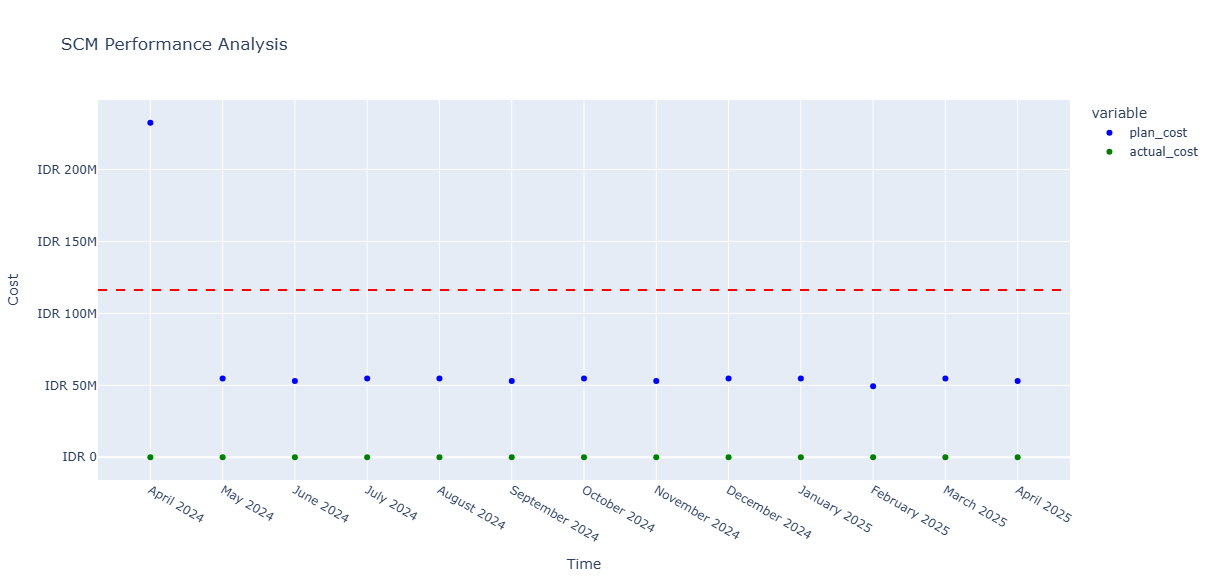 SCM Performance Analysis
variable
plan_cost
actual_cost
Cost
IDR 200M
IDR 150M
IDR 100M
IDR 50M
IDR 0
April 2024
May 2024
June 2024
July 2024
August 2024
September 2024
October 2024
November 2024
December 2024
January 2025
February 2025
March 2025
April 2025
Time